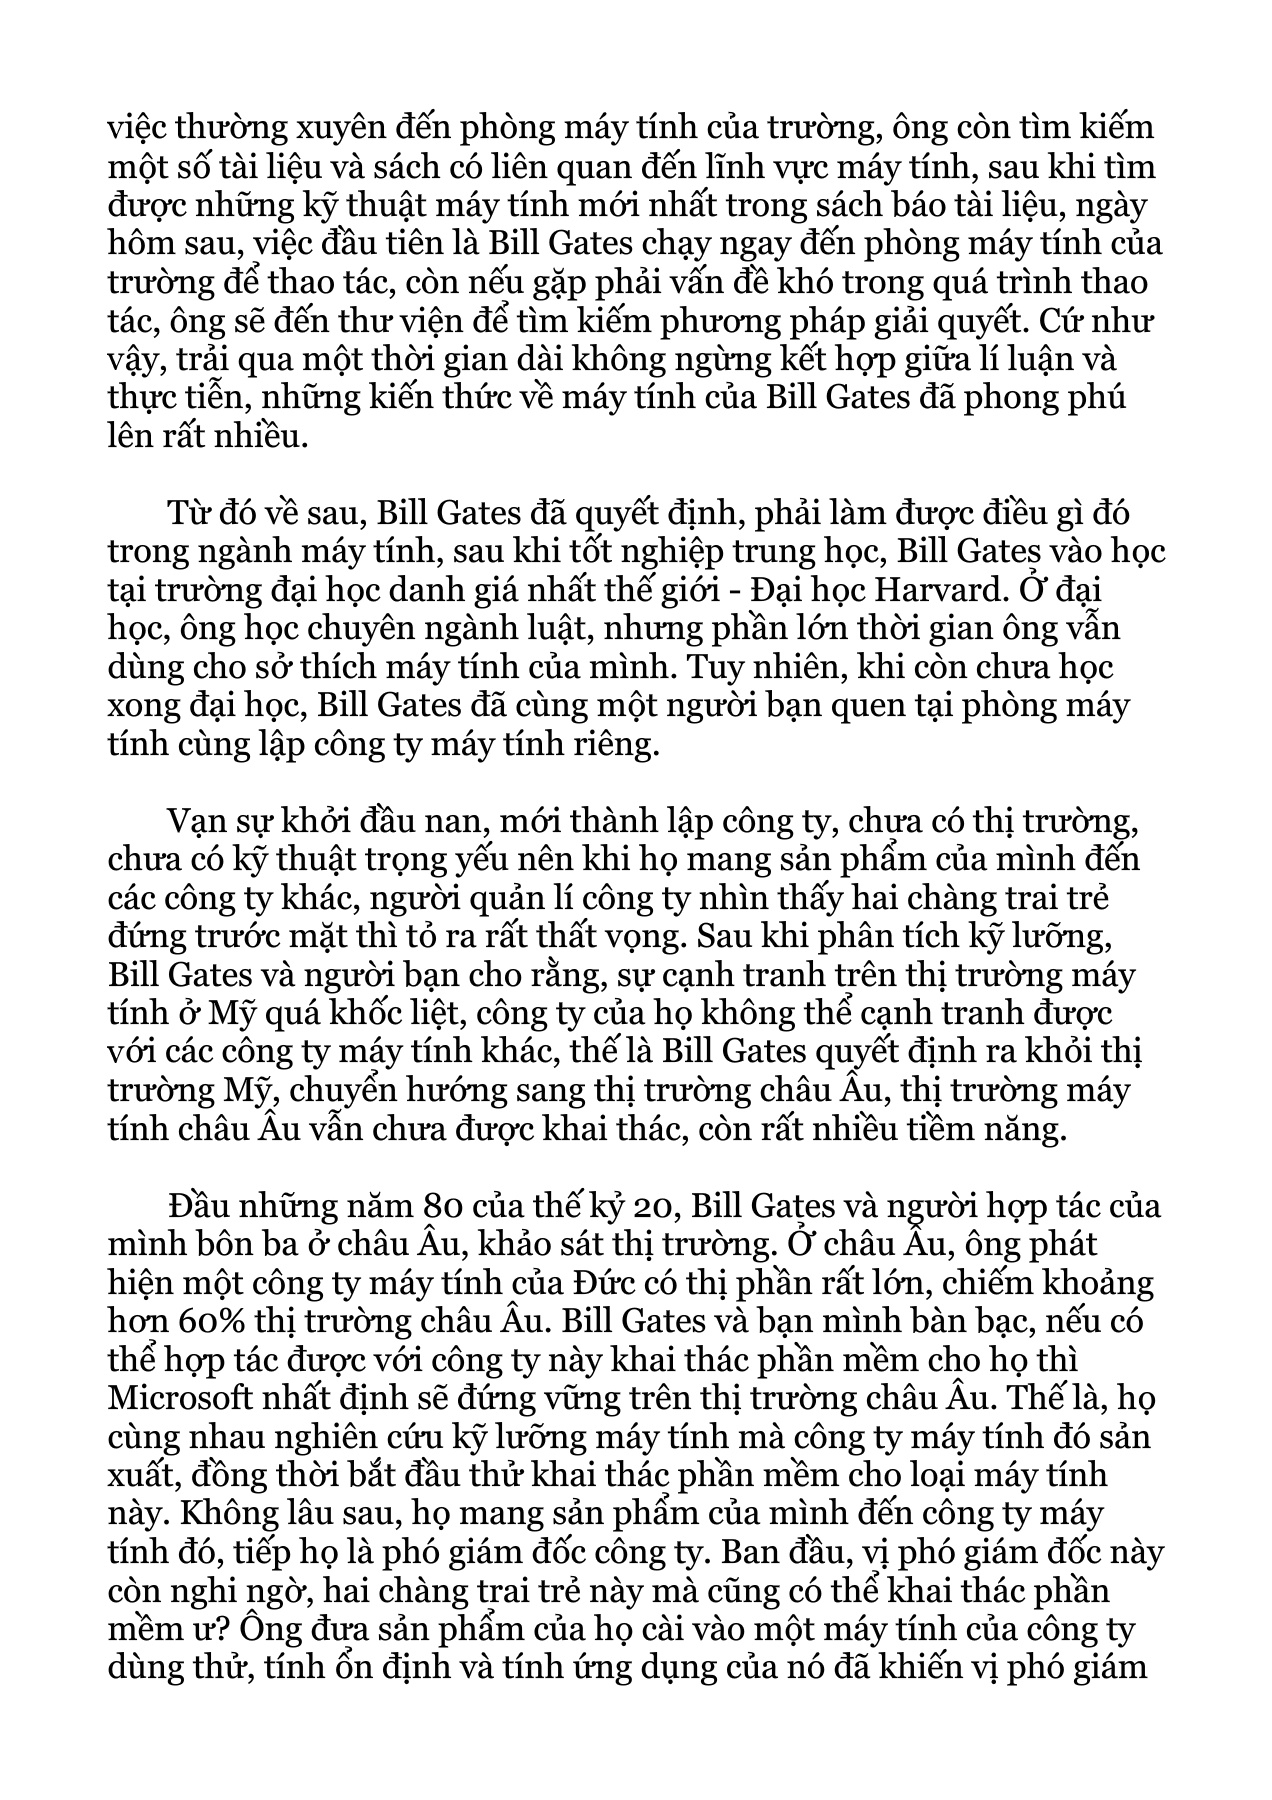 việc thường xuyên đến phòng máy tính của trường, ông còn tìm kiếm
một số tài liệu và sách có liên quan đến lĩnh vực máy tính, sau khi tìm
được những kỹ thuật máy tính mới nhất trong sách báo tài liệu, ngày
hôm sau, việc đầu tiên là Bill Gates chạy ngay đến phòng máy tính của
trường để thao tác, còn nếu gặp phải vấn đề khó trong quá trình thao
tác, ông sẽ đến thư viện để tìm kiếm phương pháp giải quyết. Cứ như
vậy, trải qua một thời gian dài không ngừng kết hợp giữa lí luận và
thực tiễn, những kiến thức về máy tính của Bill Gates đã phong phú
lên rất nhiều.
Từ đó về sau, Bill Gates đã quyết định, phải làm được điều gì đó
trong ngành máy tính, sau khi tốt nghiệp trung học, Bill Gates vào học
tại trường đại học danh giá nhất thế giới - Đại học Harvard. Ở đại
học, ông học chuyên ngành luật, nhưng phần lớn thời gian ông vẫn
dùng cho sở thích máy tính của mình. Tuy nhiên, khi còn chưa học
xong đại học, Bill Gates đã cùng một người bạn quen tại phòng máy
tính cùng lập công ty máy tính riêng.
Vạn sự khởi đầu nan, mới thành lập công ty, chưa có thị trường,
chưa có kỹ thuật trọng yếu nên khi họ mang sản phẩm của mình đến
các công ty khác, người quản lí công ty nhìn thấy hai chàng trai trẻ
đứng trước mặt thì tỏ ra rất thất vọng. Sau khi phân tích kỹ lưỡng,
Bill Gates và người bạn cho rằng, sự cạnh tranh trên thị trường máy
tính ở Mỹ quá khốc liệt, công ty của họ không thể cạnh tranh được
với các công ty máy tính khác, thế là Bill Gates quyết định ra khỏi thị
trường Mỹ, chuyển hướng sang thị trường châu Âu, thị trường máy
tính châu Âu vẫn chưa được khai thác, còn rất nhiều tiềm năng.
Đầu những năm 80 của thế kỷ 20, Bill Gates và người hợp tác của
mình bôn ba ở châu Âu, khảo sát thị trường. Ở châu Âu, ông phát
hiện một công ty máy tính của Đức có thị phần rất lớn, chiếm khoảng
hơn 60% thị trường châu Âu. Bill Gates và bạn mình bàn bạc, nếu có
thể hợp tác được với công ty này khai thác phần mềm cho họ thì
Microsoft nhất định sẽ đứng vững trên thị trường châu Âu. Thế là, họ
cùng nhau nghiên cứu kỹ lưỡng máy tính mà công ty máy tính đó sản
xuất, đồng thời bắt đầu thử khai thác phần mềm cho loại máy tính
này. Không lâu sau, họ mang sản phẩm của mình đến công ty máy
tính đó, tiếp họ là phó giám đốc công ty. Ban đầu, vị phó giám đốc này
còn nghi ngờ, hai chàng trai trẻ này mà cũng có thể khai thác phần
mềm ư? Ông đưa sản phẩm của họ cài vào một máy tính của công ty
dùng thử, tính ổn định và tính ứng dụng của nó đã khiến vị phó giám